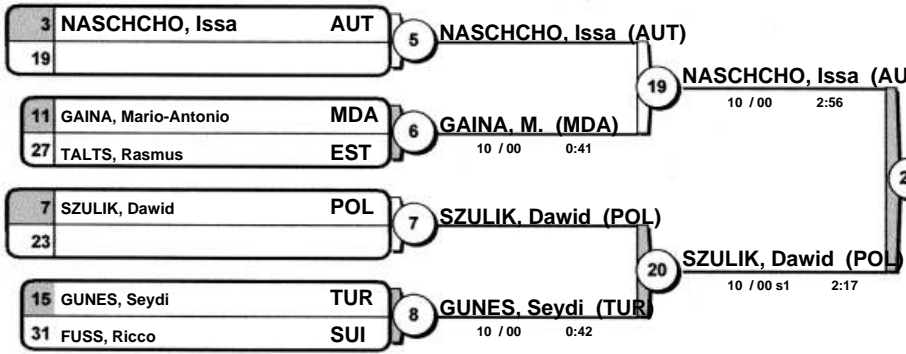 3 NASCHCHO, Issa AUT
19
5 NASCHCHO, Issa (AUT)
11 GAINA, Mario-Antonio MDA
27 TALTS, Rasmus EST
6 GAINA, M. (MDA)
10 / 00 0:41
19 NASCHCHO, Issa (AU
10 / 00 2:56
7 SZULIK, Dawid POL
23
7 SZULIK, Dawid (POL)
15 GUNES, Seydi TUR
31 FUSS, Ricco SUI
8 GUNES, Seydi (TUR)
10 / 00 0:42
20 SZULIK, Dawid (POL)
10 / 00 s1 2:17
2